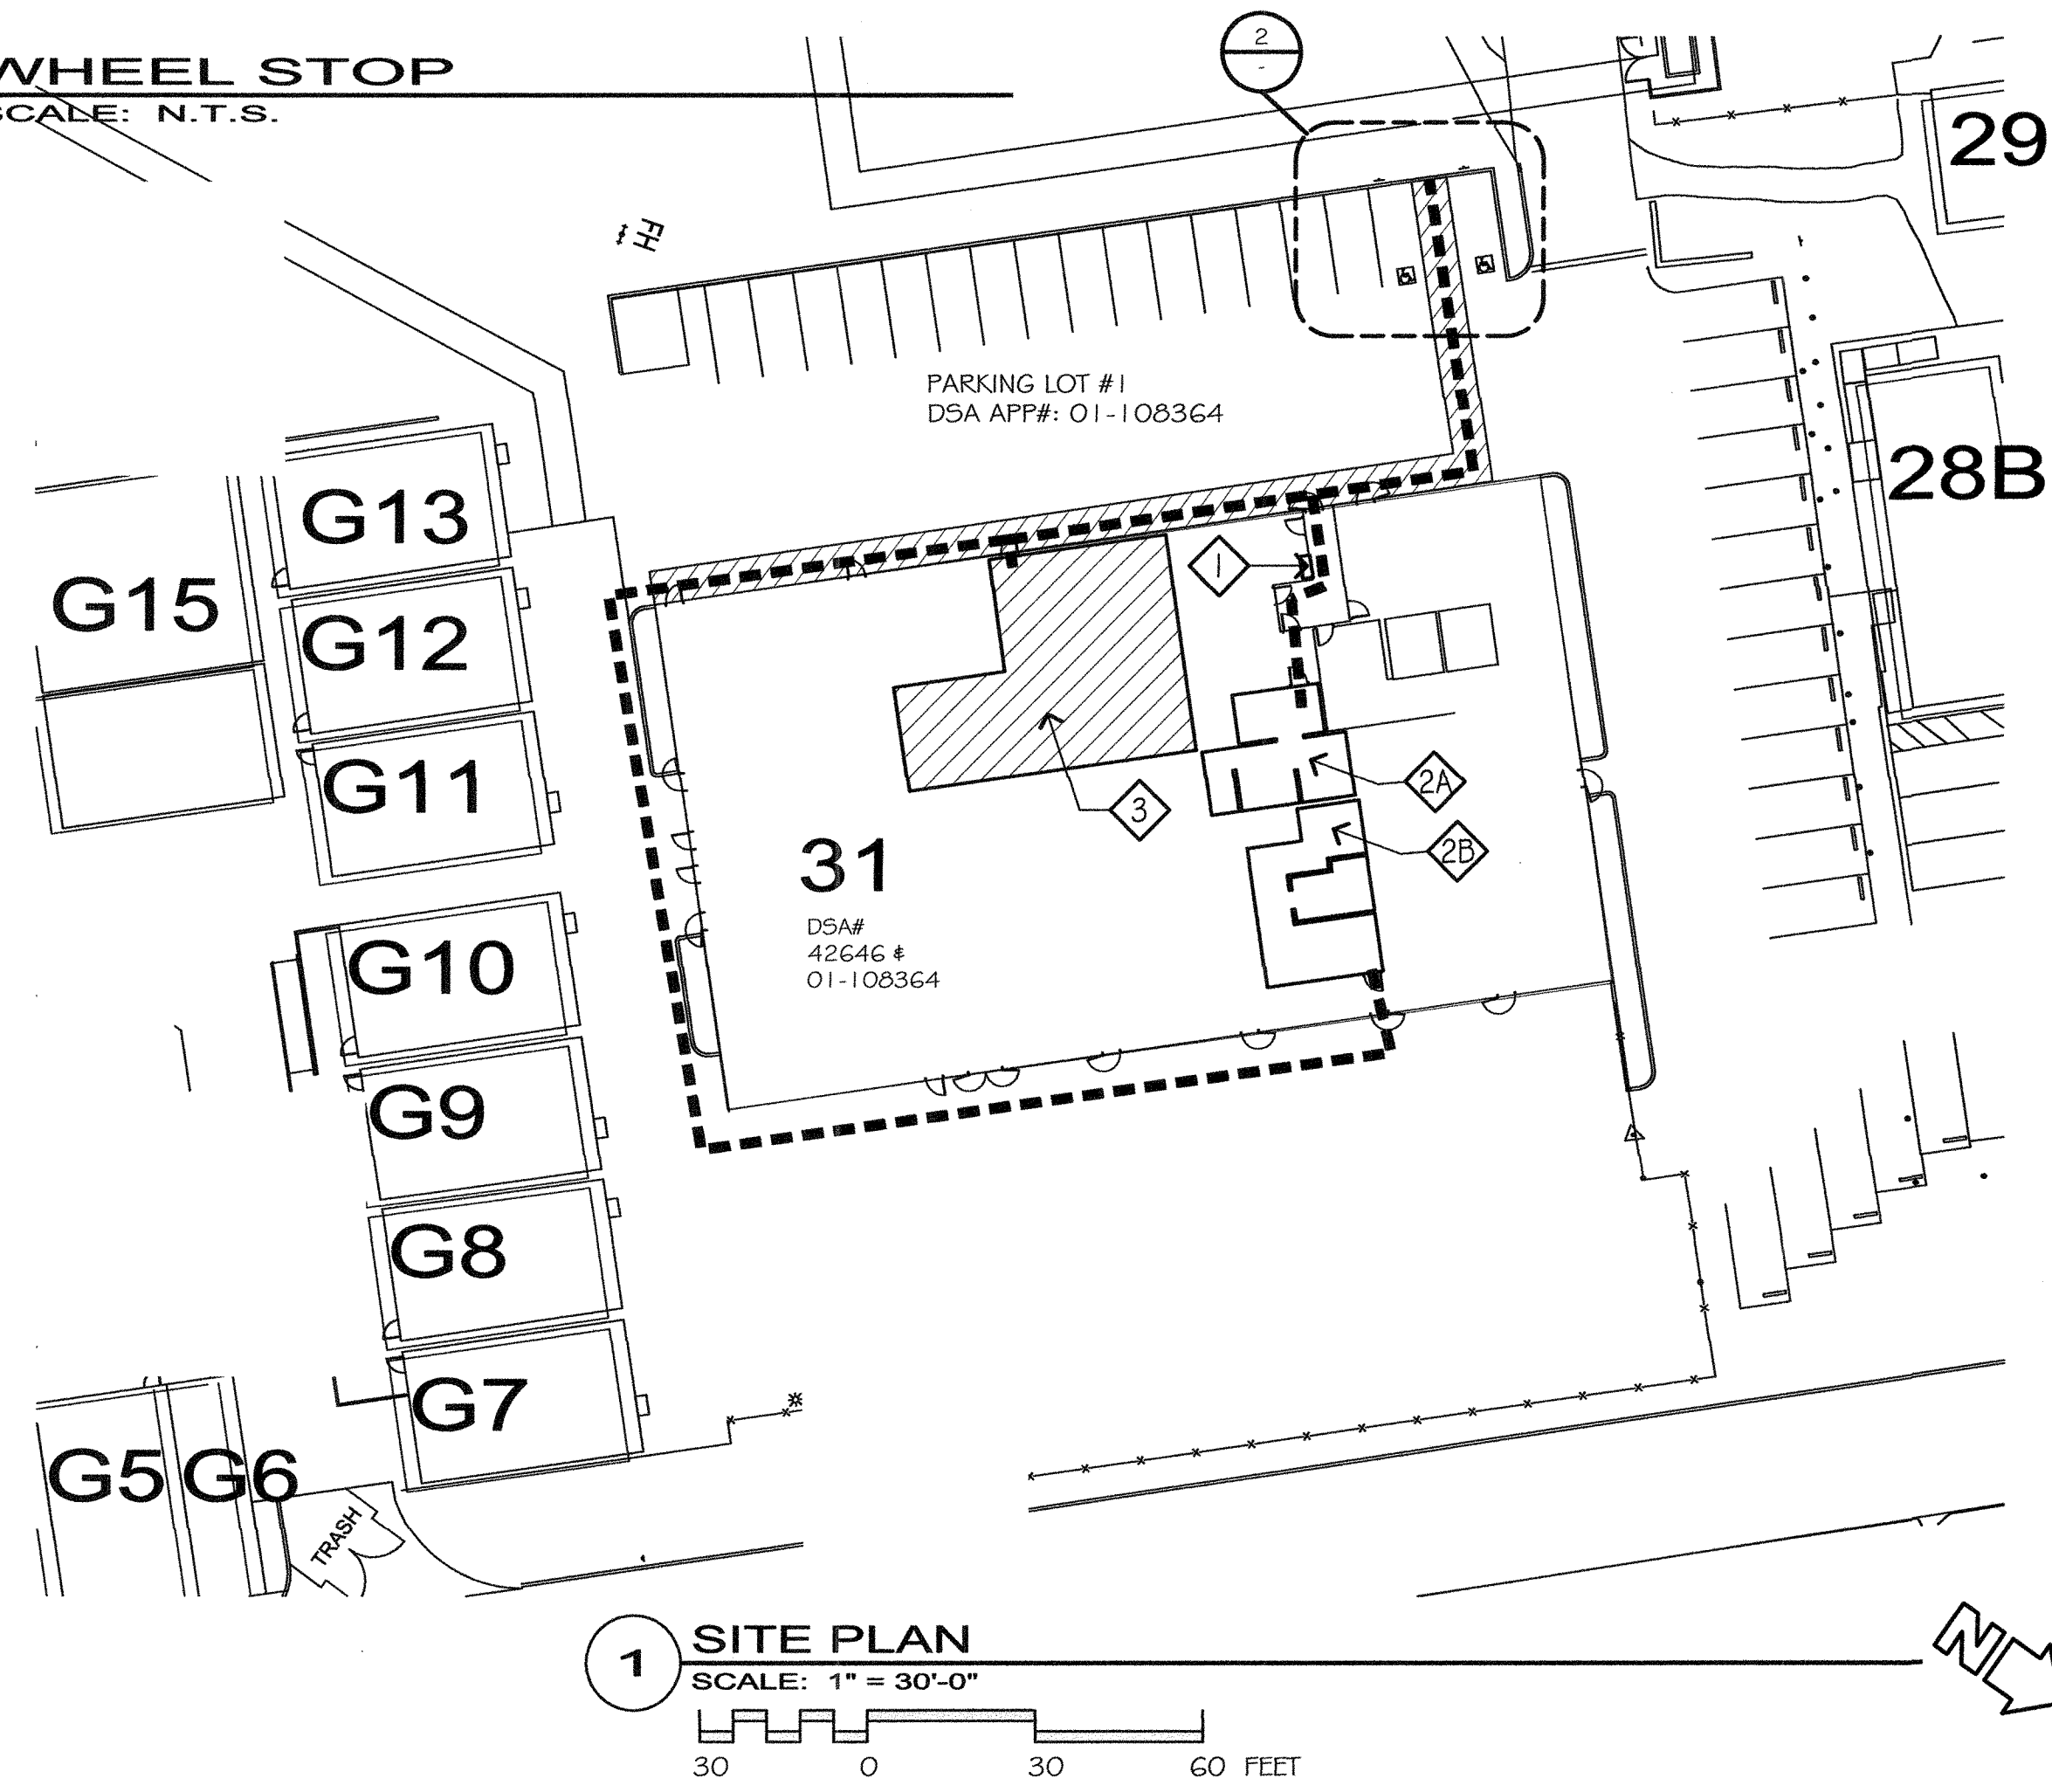 WHEEL STOP
SCALE: N.T.S.
2
-
29
FH
PARKING LOT #1
DSA APP#: 01-108364
28B
G13
G15
1
G12
G11
2A
3
2B
31
DSA#
42646 &
01-108364
G10
G9
G8
G7
G5
G6
TRASH
1
SITE PLAN
SCALE: 1" = 30'-0"
N
30 0 30 60 FEET